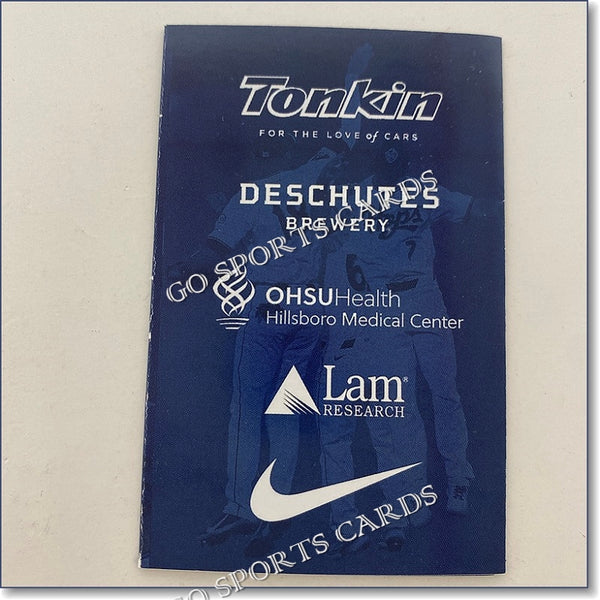 Tonkin
FOR THE LOVE of CARS
DESCHUTES
BREWERY
GO SPORTS CARDS
OHSUHealth
Hillsboro Medical Center
Lam®
RESEARCH
GO SPORTS CARDS